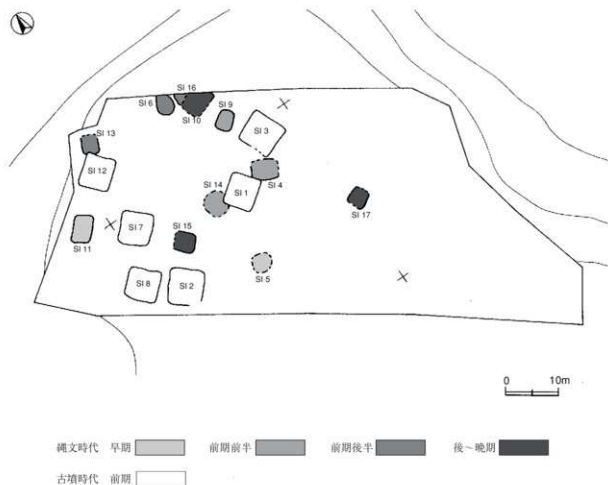 SI 16
SI 6
SI 9
SI 10
SI 3
SI 13
SI 12
SI 14
SI 4
SI 1
SI 17
SI 7
SI 15
SI 11
SI 5
SI 8
SI 2
0 10m
縄文時代 早期 前期前半 前期後半 後～晩期
古墳時代 前期